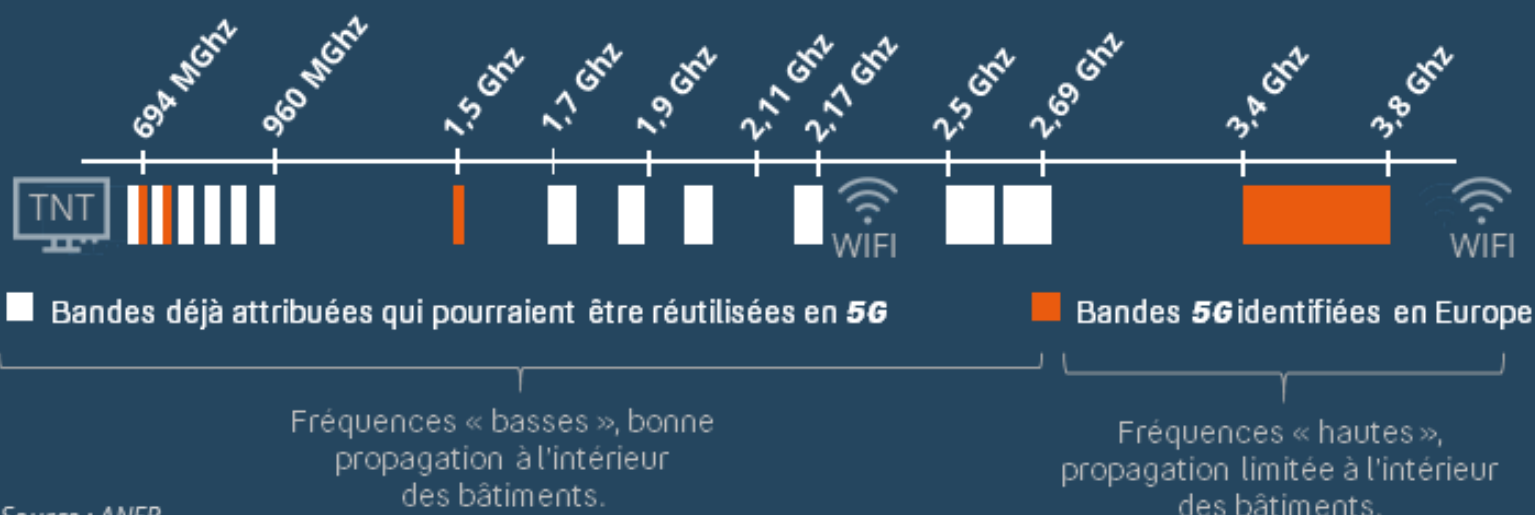 694 MGhz
960 MGhz
1,5 Ghz
1,7 Ghz
1,9 Ghz
2,11 Ghz
2,17 Ghz
2,5 Ghz
2,69 Ghz
3,4 Ghz
3,8 Ghz
TNT
WIFI
WIFI
Bandes déjà attribuées qui pourraient être réutilisées en 5G
Bandes 5G identifiées en Europe
Fréquences « basses », bonne
propagation à l'intérieur
des bâtiments.
Fréquences « hautes »,
propagation limitée à l'intérieur
des bâtiments.
Source : ANFR